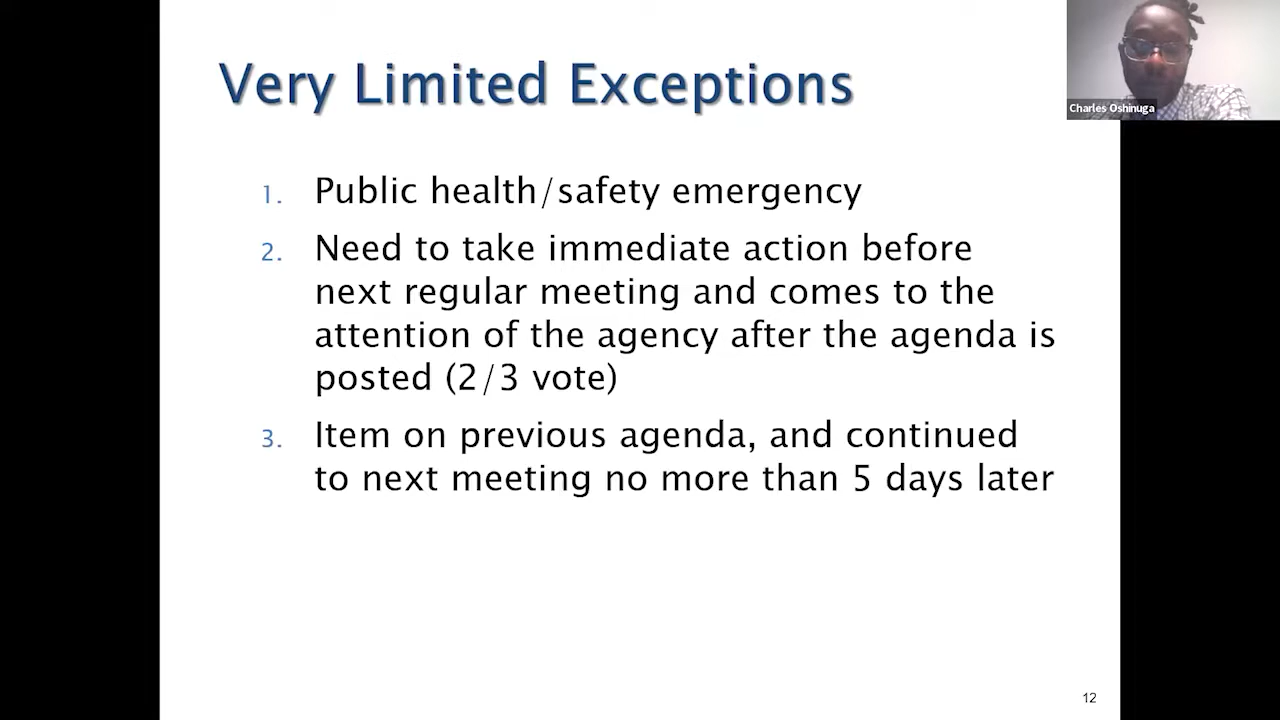 Very Limited Exceptions
Charles Oshinuga
1. Public health/safety emergency
2. Need to take immediate action before
next regular meeting and comes to the
attention of the agency after the agenda is
posted (2/3 vote)
3. Item on previous agenda, and continued
to next meeting no more than 5 days later
12